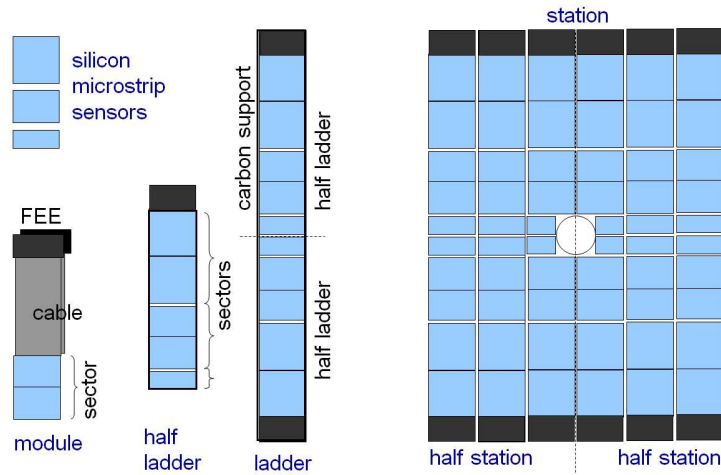 station
silicon
microstrip
sensors
carbon support
half ladder
FEE
cable
sectors
half ladder
sector
module
half
ladder
ladder
half station
half station